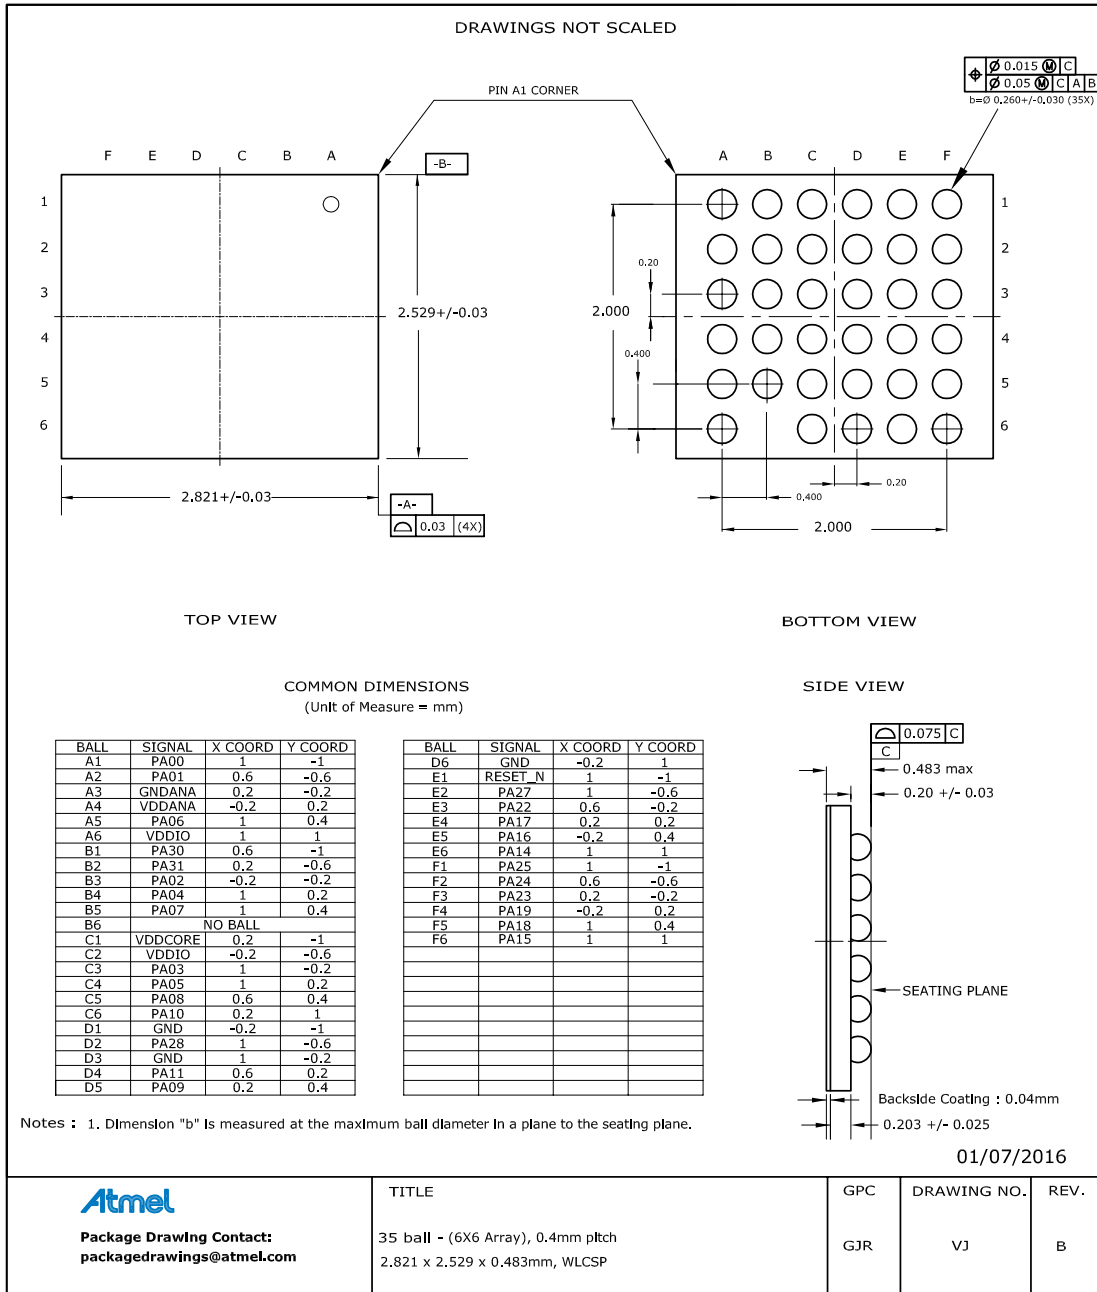 DRAWINGS NOT SCALED
⌀ 0.015 Ⓜ C
⌀ 0.05 Ⓜ C A B
b=Ø 0.260+/-0.030 (35X)
PIN A1 CORNER
F E D C B A
-B-
A B C D E F
1
2
3
4
5
6
2.529+/-0.03
2.821+/-0.03
-A-
0.03 (4X)
1
2
3
4
5
6
0.20
2.000
0.400
0.20
0.400
2.000
TOP VIEW
BOTTOM VIEW
COMMON DIMENSIONS
(Unit of Measure = mm)
SIDE VIEW
BALL SIGNAL X COORD Y COORD
A1 PA00 1 -1
A2 PA01 0.6 -0.6
A3 GNDANA 0.2 -0.2
A4 VDDANA -0.2 0.2
A5 PA06 1 0.4
A6 VDDIO 1 1
B1 PA30 0.6 -1
B2 PA31 0.2 -0.6
B3 PA02 -0.2 -0.2
B4 PA04 1 0.2
B5 PA07 1 0.4
B6 NO BALL
C1 VDDCORE 0.2 -1
C2 VDDIO -0.2 -0.6
C3 PA03 1 -0.2
C4 PA05 1 0.2
C5 PA08 0.6 0.4
C6 PA10 0.2 1
D1 GND -0.2 -1
D2 PA28 1 -0.6
D3 GND 1 -0.2
D4 PA11 0.6 0.2
D5 PA09 0.2 0.4
BALL SIGNAL X COORD Y COORD
D6 GND -0.2 1
E1 RESET_N 1 -1
E2 PA27 1 -0.6
E3 PA22 0.6 -0.2
E4 PA17 0.2 0.2
E5 PA16 -0.2 0.4
E6 PA14 1 1
F1 PA25 1 -1
F2 PA24 0.6 -0.6
F3 PA23 0.2 -0.2
F4 PA19 -0.2 0.2
F5 PA18 1 0.4
F6 PA15 1 1
0.075 C
C
0.483 max
0.20 +/- 0.03
SEATING PLANE
Backside Coating : 0.04mm
0.203 +/- 0.025
Notes : 1. Dimension "b" is measured at the maximum ball diameter in a plane to the seating plane.
01/07/2016
Atmel
Package Drawing Contact:
packagedrawings@atmel.com
TITLE
35 ball - (6X6 Array), 0.4mm pitch
2.821 x 2.529 x 0.483mm, WLCSP
GPC
GJR
DRAWING NO.
VJ
REV.
B